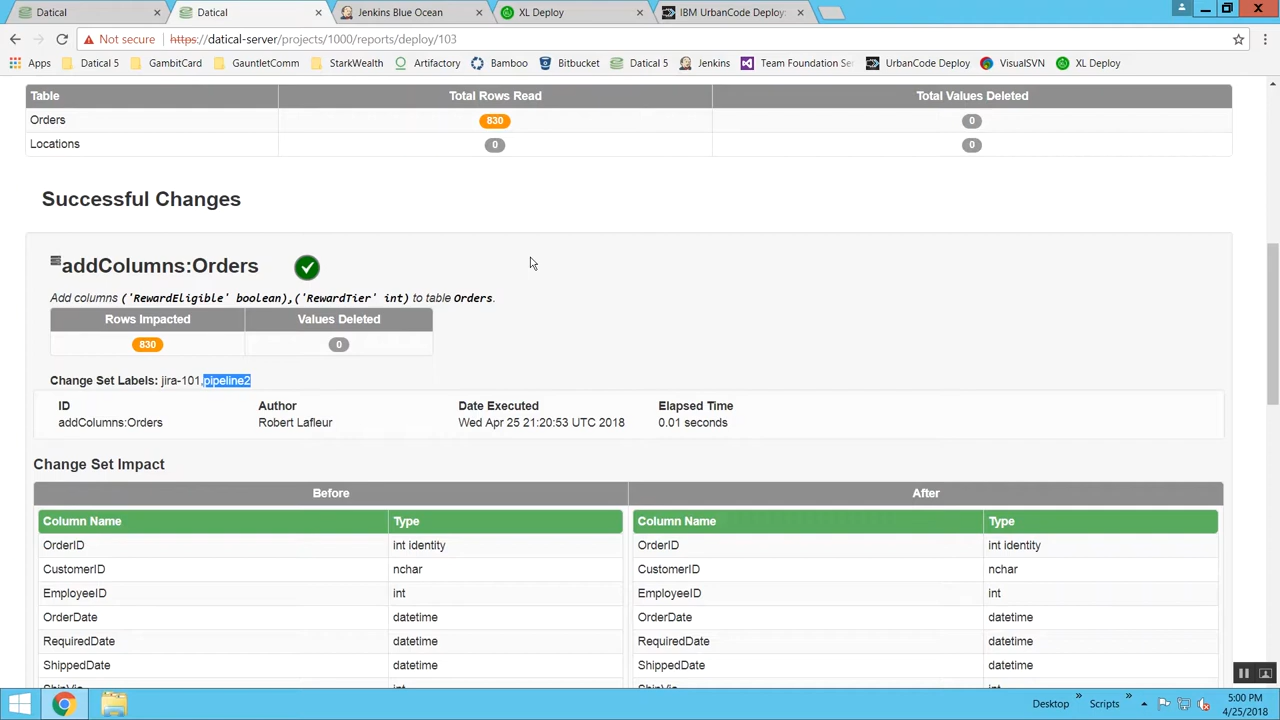 Datical
Datical
Jenkins Blue Ocean
XL Deploy
IBM UrbanCode Deploy:
Not secure
https://datical-server/projects/1000/reports/deploy/103
Apps
Datical 5
GambitCard
GauntletComm
StarkWealth
Artifactory
Bamboo
Bitbucket
Datical 5
Jenkins
Team Foundation Se
UrbanCode Deploy
VisualSVN
XL Deploy
Table Total Rows Read Total Values Deleted
Orders 830 0
Locations 0 0
Successful Changes
addColumns:Orders
Add columns ('RewardEligible' boolean),('RewardTier' int) to table Orders.
Rows Impacted Values Deleted
830 0
Change Set Labels: jira-101,pipeline2
ID Author Date Executed Elapsed Time
addColumns:Orders Robert Lafleur Wed Apr 25 21:20:53 UTC 2018 0.01 seconds
Change Set Impact
Before After
Column Name Type Column Name Type
OrderID int identity OrderID int identity
CustomerID nchar CustomerID nchar
EmployeeID int EmployeeID int
OrderDate datetime OrderDate datetime
RequiredDate datetime RequiredDate datetime
ShippedDate datetime ShippedDate datetime
Desktop
Scripts
5:00 PM
4/25/2018